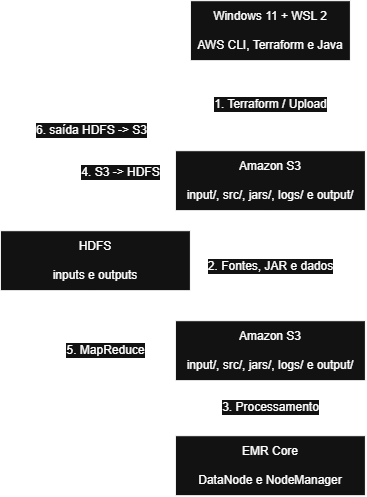 Windows 11 + WSL 2
AWS CLI, Terraform e Java
1. Terraform / Upload
6. saída HDFS -> S3
4. S3 -> HDFS
Amazon S3
input/, src/, jars/, logs/ e output/
HDFS
inputs e outputs
2. Fontes, JAR e dados
Amazon S3
input/, src/, jars/, logs/ e output/
5. MapReduce
3. Processamento
EMR Core
DataNode e NodeManager